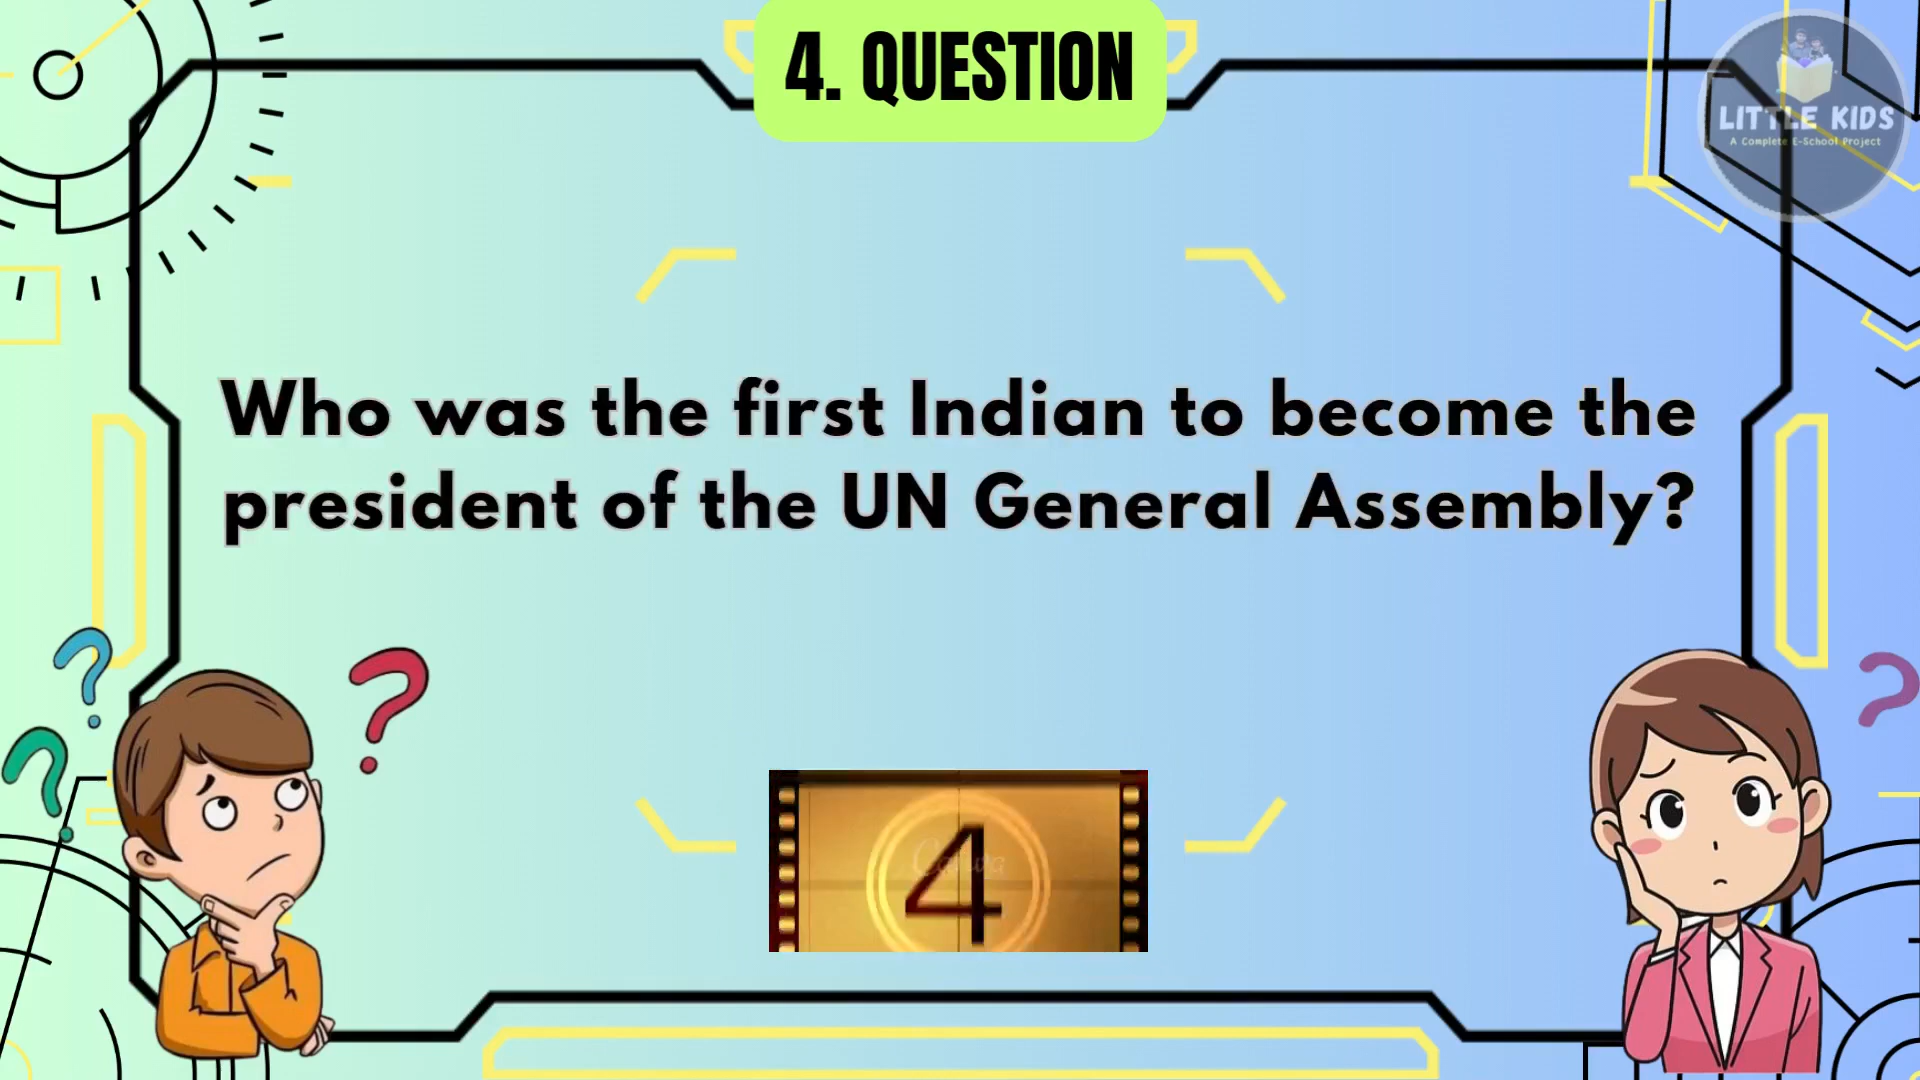 4. QUESTION
LITTLE KIDS
A Complete E-School Project
Who was the first Indian to become the
president of the UN General Assembly?
4
Canva